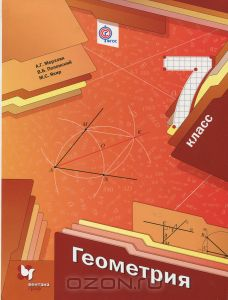 ФГОС
А.Г. Мерзляк
В.Б. Полонский
М.С. Якир
7
класс
M
O
K
A
N
Геометрия
вентана
граф
ozon.ru